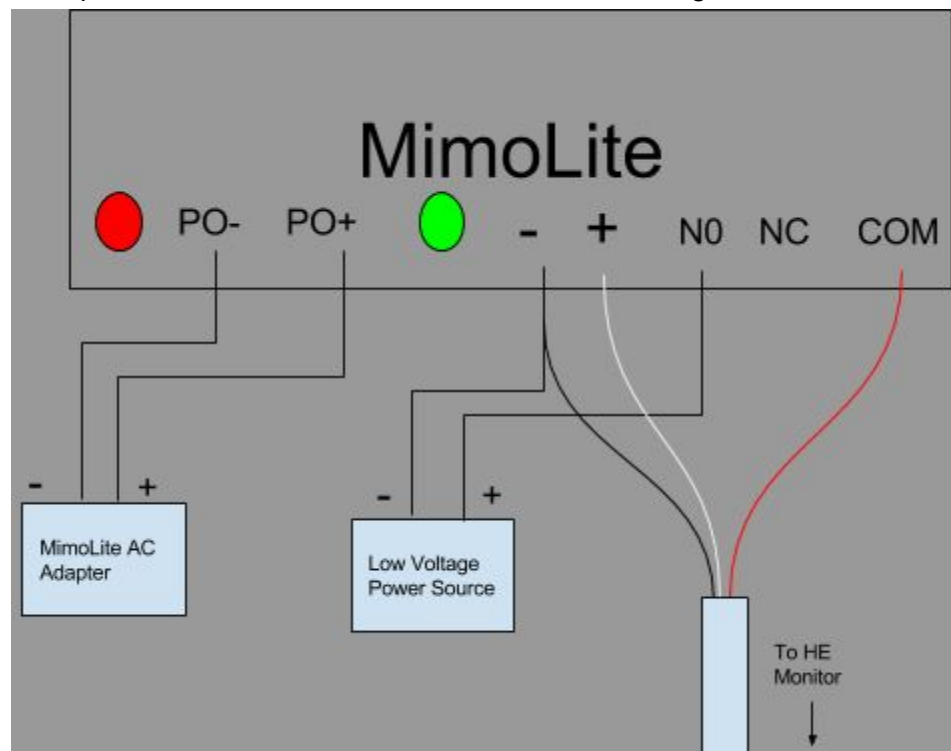 MimoLite
PO- PO+ - + N0 NC COM
- +
MimoLite AC
Adapter
- +
Low Voltage
Power Source
To HE
Monitor